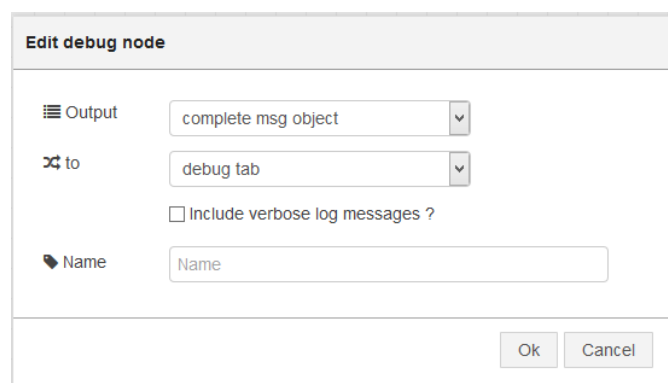 Edit debug node
Output
complete msg object
to
debug tab
Include verbose log messages ?
Name
Name
Ok
Cancel